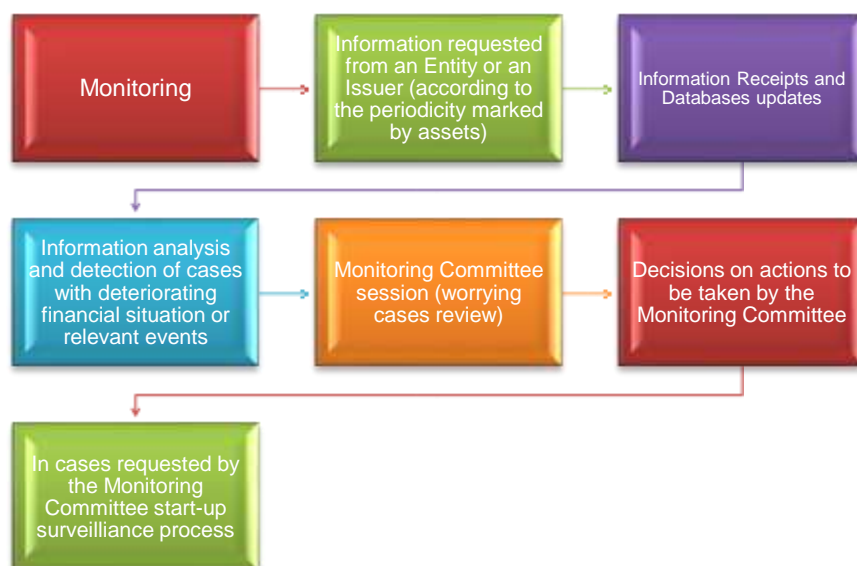 Monitoring
Information requested
from an Entity or an
Issuer (according to
the periodicity marked
by assets)
Information Receipts and
Databases updates
Information analysis
and detection of cases
with deteriorating
financial situation or
relevant events
Monitoring Committee
session (worrying
cases review)
Decisions on actions to
be taken by the
Monitoring Committee
In cases requested by
the Monitoring
Committee start-up
surveilliance process